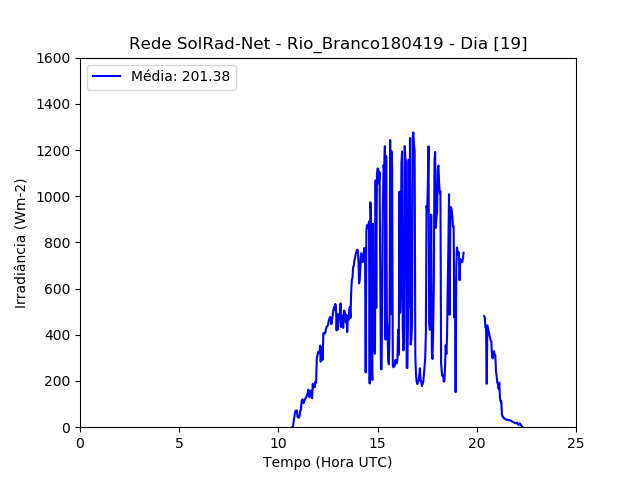 Rede SolRad-Net - Rio_Branco180419 - Dia [19]
Média: 201.38
Irradiância (Wm-2)
1600
1400
1200
1000
800
600
400
200
0
0 5 10 15 20 25
Tempo (Hora UTC)